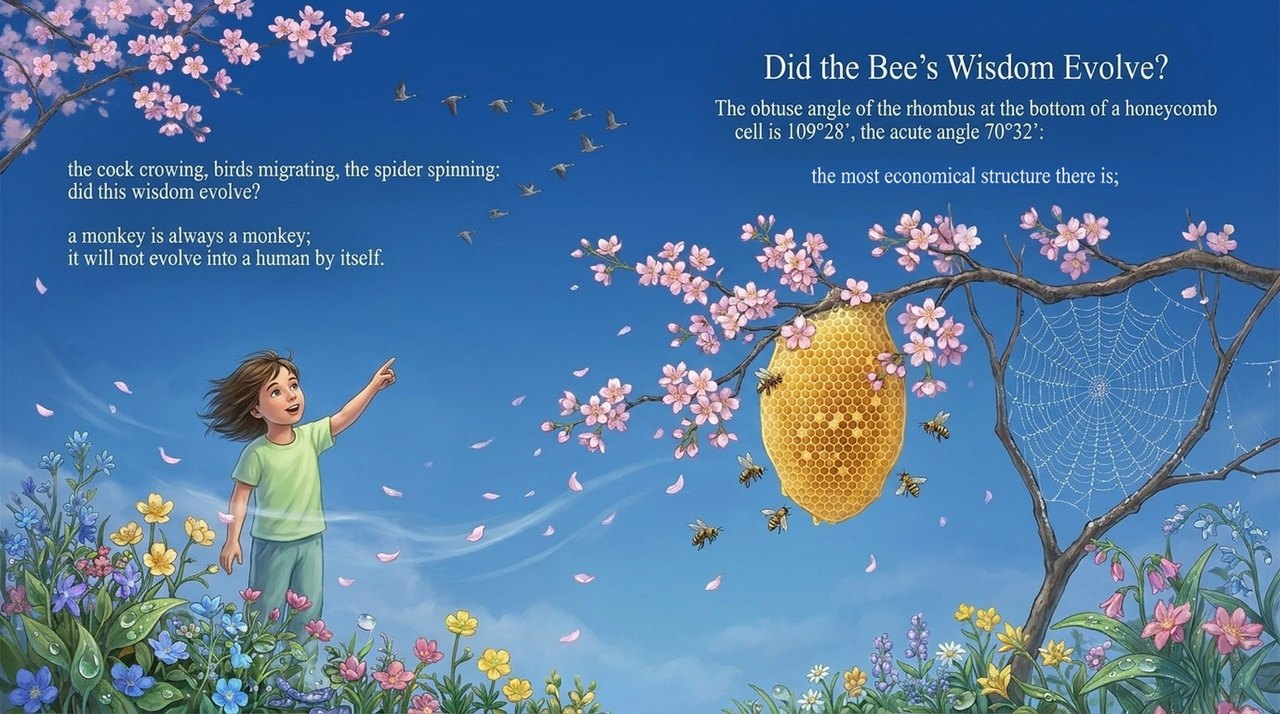 Did the Bee’s Wisdom Evolve?
The obtuse angle of the rhombus at the bottom of a honeycomb
cell is 109°28’, the acute angle 70°32’:
the most economical structure there is;
the cock crowing, birds migrating, the spider spinning:
did this wisdom evolve?
a monkey is always a monkey;
it will not evolve into a human by itself.